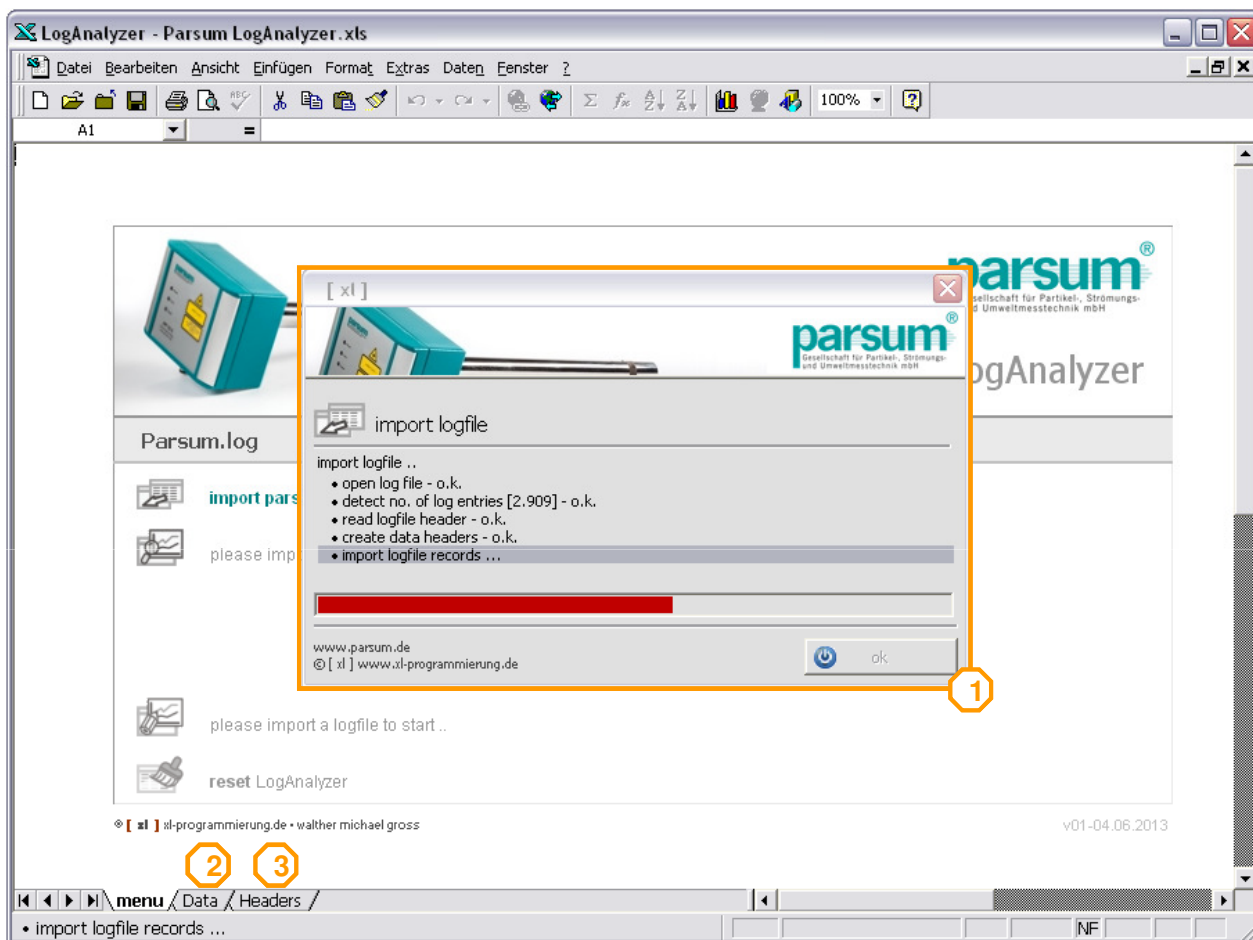 LogAnalyzer - Parsum LogAnalyzer.xls
Datei Bearbeiten Ansicht Einfügen Format Extras Daten Fenster ?
100%
A1 =
parsum®
sellschaft für Partikel-, Strömungs-
d Umweltmesstechnik mbH
ogAnalyzer
[ xl ]
parsum®
Gesellschaft für Partikel-, Strömungs-
und Umweltmesstechnik mbH
Parsum.log
import logfile
import logfile ..
• open log file - o.k.
• detect no. of log entries [2.909] - o.k.
• read logfile header - o.k.
• create data headers - o.k.
• import logfile records ...
import pars
please imp
www.parsum.de
© [ xl ] www.xl-programmierung.de
ok
1
please import a logfile to start ..
reset LogAnalyzer
® [ xl ] xl-programmierung.de • walther michael gross
v01-04.06.2013
2 3
menu Data Headers
• import logfile records ...
NF